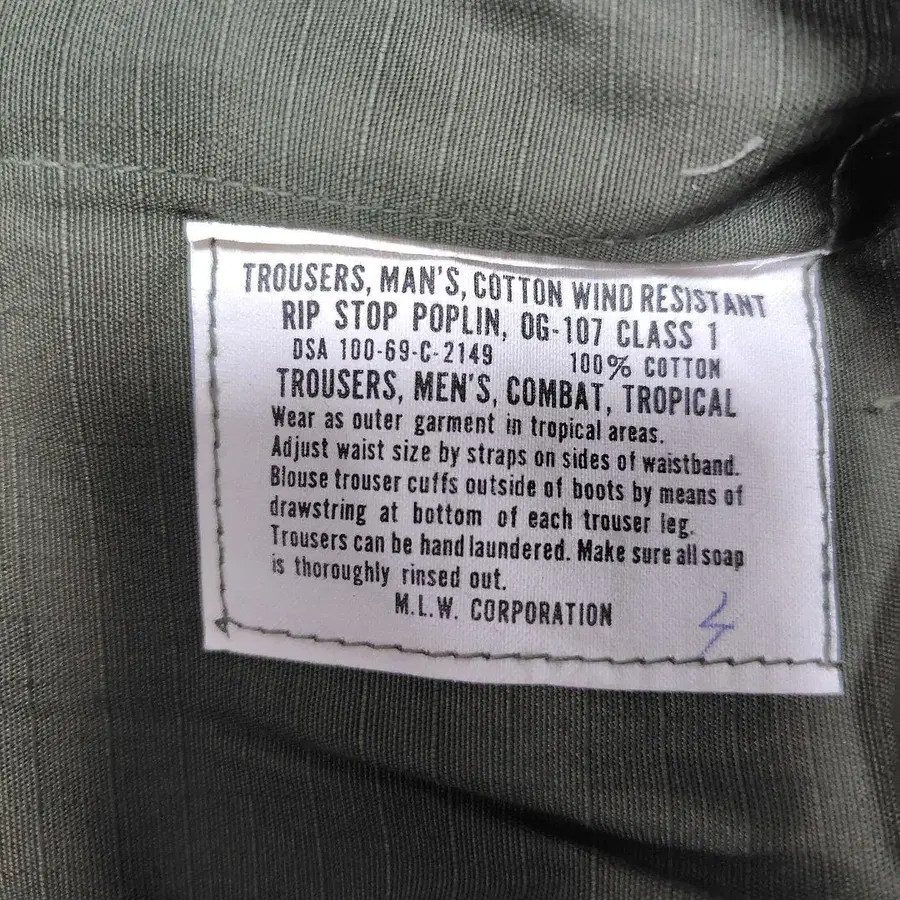 TROUSERS, MAN'S, COTTON WIND RESISTANT
RIP STOP POPLIN, OG-107 CLASS 1
DSA 100-69-C-2149 100% COTTON
TROUSERS, MEN'S, COMBAT, TROPICAL
Wear as outer garment in tropical areas.
Adjust waist size by straps on sides of waistband.
Blouse trouser cuffs outside of boots by means of
drawstring at bottom of each trouser leg.
Trousers can be hand laundered. Make sure all soap
is thoroughly rinsed out.
M.L.W. CORPORATION